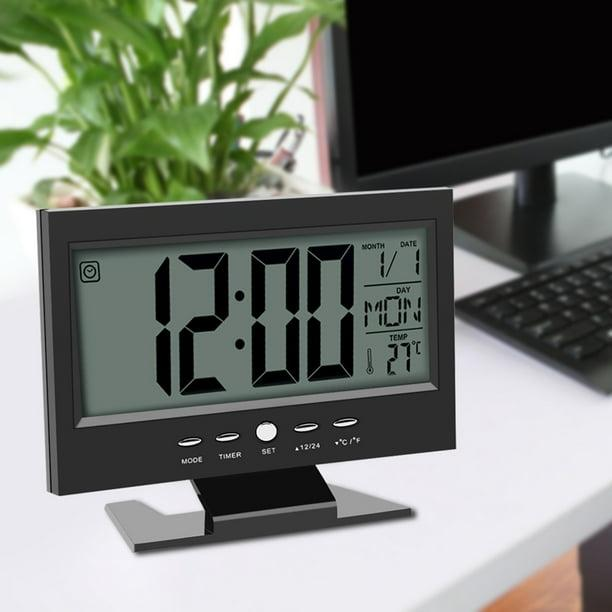 12:00
MONTH DATE
1/1
DAY
MON
TEMP
27°C
MODE TIMER SET ▲12/24 ▼°C/°F